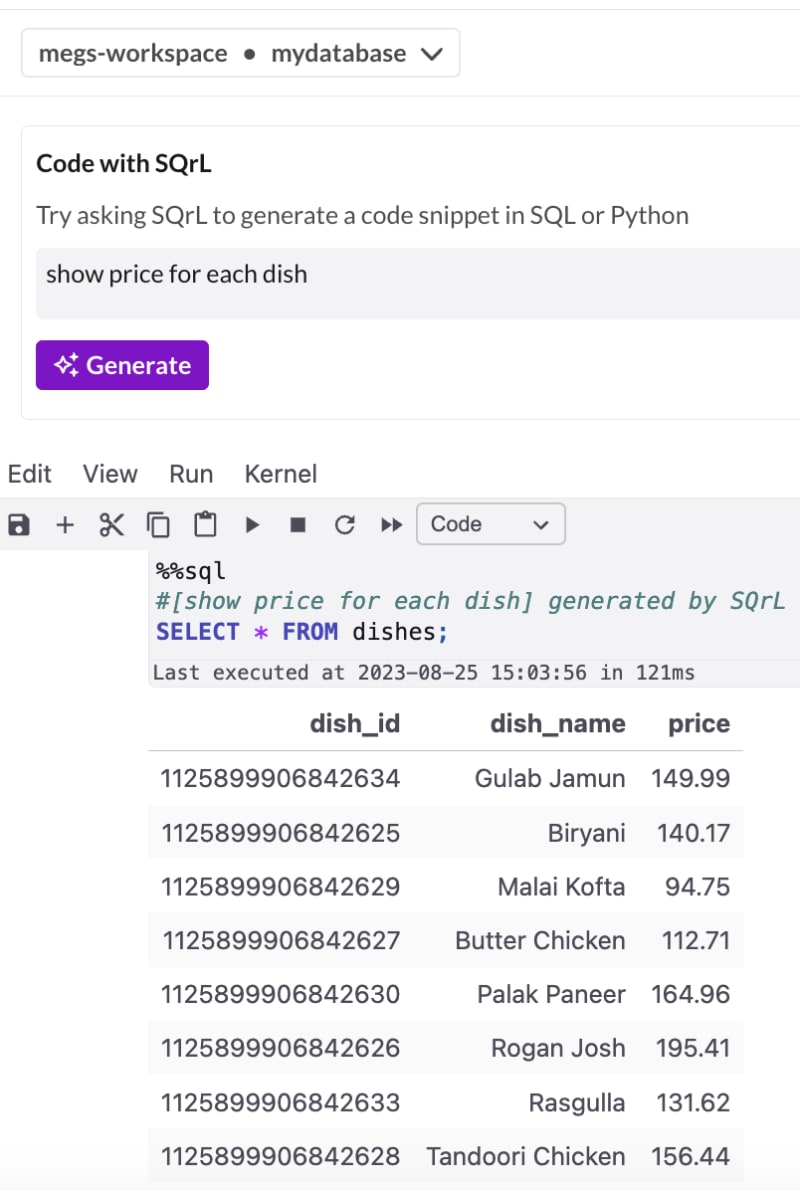 megs-workspace • mydatabase
Code with SQrL
Try asking SQrL to generate a code snippet in SQL or Python
show price for each dish
Generate
Edit View Run Kernel
Code
%%sql
#[show price for each dish] generated by SQrL
SELECT * FROM dishes;
Last executed at 2023-08-25 15:03:56 in 121ms
dish_id dish_name price
1125899906842634 Gulab Jamun 149.99
1125899906842625 Biryani 140.17
1125899906842629 Malai Kofta 94.75
1125899906842627 Butter Chicken 112.71
1125899906842630 Palak Paneer 164.96
1125899906842626 Rogan Josh 195.41
1125899906842633 Rasgulla 131.62
1125899906842628 Tandoori Chicken 156.44